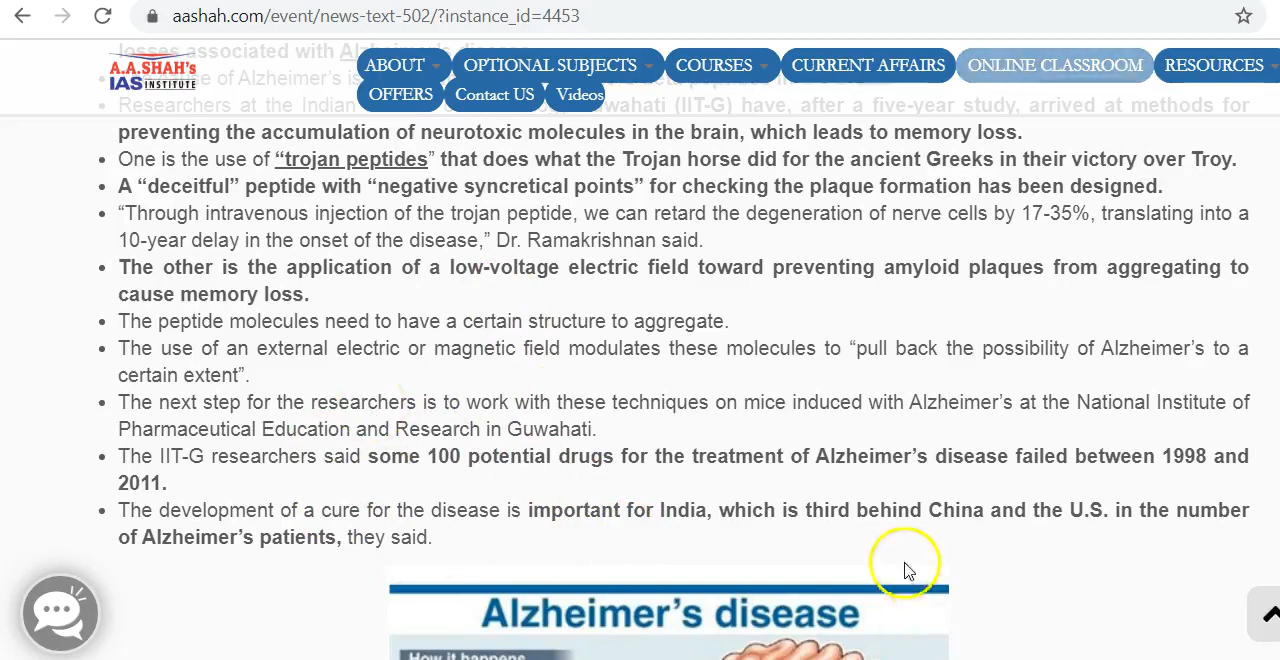 aashah.com/event/news-text-502/?instance_id=4453
A.A.SHAH's
IAS INSTITUTE
ABOUT OPTIONAL SUBJECTS COURSES CURRENT AFFAIRS ONLINE CLASSROOM RESOURCES
OFFERS Contact US Videos
losses associated with Alzheimer's disease
of Alzheimer's is
Researchers at the Indian Guwahati (IIT-G) have, after a five-year study, arrived at methods for
preventing the accumulation of neurotoxic molecules in the brain, which leads to memory loss.
• One is the use of “trojan peptides” that does what the Trojan horse did for the ancient Greeks in their victory over Troy.
• A “deceitful” peptide with “negative syncretical points” for checking the plaque formation has been designed.
• “Through intravenous injection of the trojan peptide, we can retard the degeneration of nerve cells by 17-35%, translating into a
10-year delay in the onset of the disease,” Dr. Ramakrishnan said.
• The other is the application of a low-voltage electric field toward preventing amyloid plaques from aggregating to
cause memory loss.
• The peptide molecules need to have a certain structure to aggregate.
• The use of an external electric or magnetic field modulates these molecules to “pull back the possibility of Alzheimer's to a
certain extent”.
• The next step for the researchers is to work with these techniques on mice induced with Alzheimer's at the National Institute of
Pharmaceutical Education and Research in Guwahati.
• The IIT-G researchers said some 100 potential drugs for the treatment of Alzheimer's disease failed between 1998 and
2011.
• The development of a cure for the disease is important for India, which is third behind China and the U.S. in the number
of Alzheimer's patients, they said.
Alzheimer's disease
How it happens